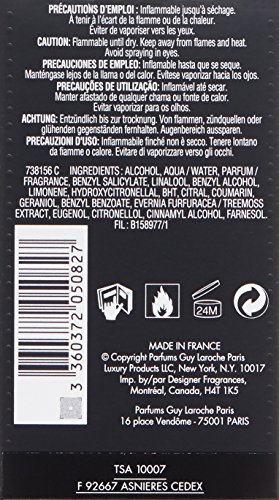 PRÉCAUTIONS D'EMPLOI : Inflammable jusqu'à séchage.
A tenir à l'écart de la flamme ou de la chaleur.
Eviter de vaporiser vers les yeux.
CAUTION: Flammable until dry. Keep away from flames and heat.
Avoid spraying in eyes.
PRECAUCIONES DE EMPLEO: Inflamable hasta que se seque.
Manténgase lejos de la llama o del calor. Evítese vaporizar hacia los ojos.
PRECAUÇÕES DE UTILIZAÇÃO: Inflamável até secar.
Manter afastado de qualquer chama ou fonte de calor.
Evitar vaporizar para os olhos.
ACHTUNG: Entzündlich bis zur trocknung. Von flammen, zündquellen oder
glühenden gegenständen fernhalten. Augenbereich aussparen.
PRECAUZIONI D'USO: Infiammabile finché non è secco. Tenere lontano
da fiamme o calore. Evitare di vaporizzare verso gli occhi.
738156 C INGREDIENTS : ALCOHOL, AQUA / WATER, PARFUM /
FRAGRANCE, BENZYL SALICYLATE, LINALOOL, BENZYL ALCOHOL,
LIMONENE, HYDROXYCITRONELLAL, BHT, CITRAL, COUMARIN,
GERANIOL, BENZYL BENZOATE, EVERNIA FURFURACEA / TREEMOSS
EXTRACT, EUGENOL, CITRONELLOL, CINNAMYL ALCOHOL, FARNESOL.
FIL : B158977/1
3 360372 050827
24M
MADE IN FRANCE
© Copyright Parfums Guy Laroche Paris
Luxury Products LLC, New York, N.Y. 10017
Imp. by/par Designer Fragrances,
Montréal, Canada, H4T 1K5
Parfums Guy Laroche Paris
16 place Vendôme - 75001 PARIS
TSA 10007
F 92667 ASNIERES CEDEX